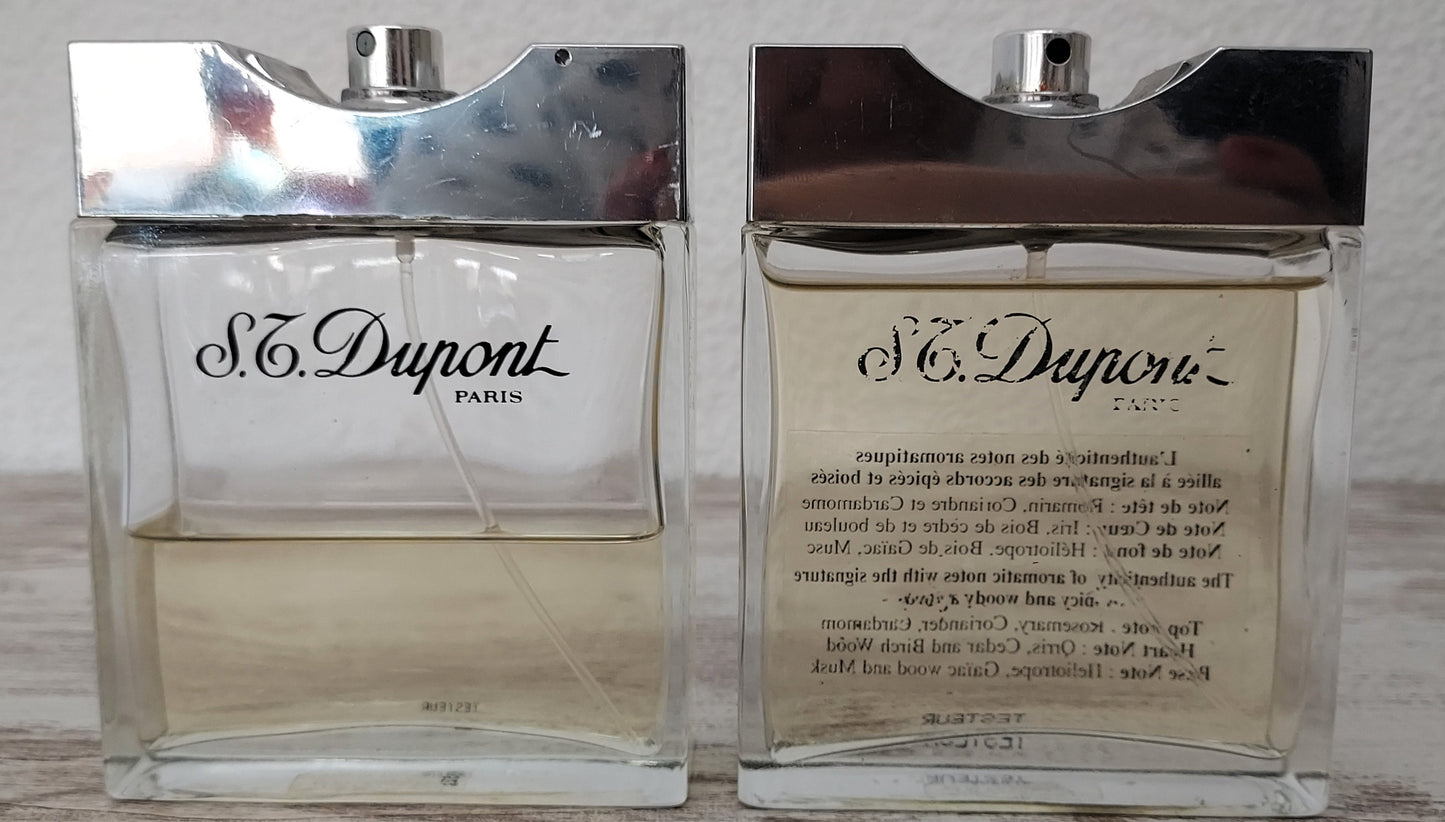 S.T. Dupont
PARIS
TESTEUR
S.T. Dupont
PARIS
L'authenticité des notes aromatiques
alliée à la signature des accords épicés et boisés
Note de tête : Romarin, Coriandre et Cardamome
Note de Cœur : Iris, Bois de cèdre et de bouleau
Note de fond : Héliotrope, Bois de Gaïac, Musc
The authenticity of aromatic notes with the signature
spicy and woody
Top Note : Rosemary, Coriander, Cardamom
Heart Note : Orris, Cedar and Birch Wood
Base Note : Heliotrope, Gaïac wood and Musk
TESTEUR